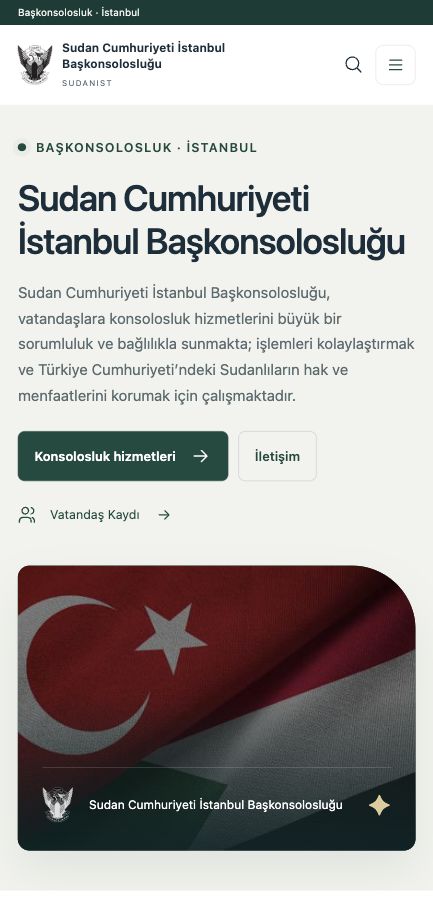 Başkonsolosluk · İstanbul
Sudan Cumhuriyeti İstanbul
Başkonsolosluğu
SUDANIST
BAŞKONSOLOSLUK · İSTANBUL
Sudan Cumhuriyeti
İstanbul Başkonsolosluğu
Sudan Cumhuriyeti İstanbul Başkonsolosluğu,
vatandaşlara konsolosluk hizmetlerini büyük bir
sorumluluk ve bağlılıkla sunmakta; işlemleri kolaylaştırmak
ve Türkiye Cumhuriyeti’ndeki Sudanlıların hak ve
menfaatlerini korumak için çalışmaktadır.
Konsolosluk hizmetleri
İletişim
Vatandaş Kaydı
Sudan Cumhuriyeti İstanbul Başkonsolosluğu